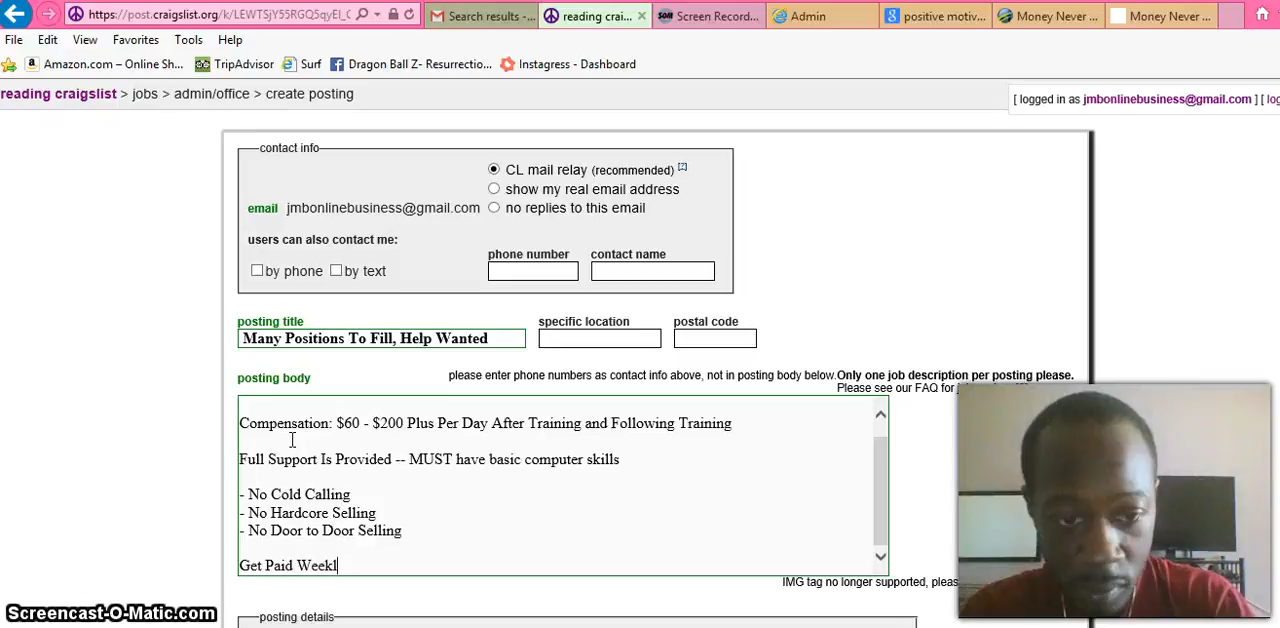 https://post.craigslist.org/k/LEWTSJY55RGQ5qyEl_C
Search results -...
reading crai...
Screen Record...
Admin
positive motiv...
Money Never ...
Money Never ...
File Edit View Favorites Tools Help
Amazon.com – Online Sh... TripAdvisor Surf Dragon Ball Z- Resurrectio... Instagress - Dashboard
reading craigslist > jobs > admin/office > create posting
[ logged in as jmbonlinebusiness@gmail.com ] [ log
contact info
CL mail relay (recommended) [?]
show my real email address
email jmbonlinebusiness@gmail.com no replies to this email
users can also contact me:
phone number contact name
by phone by text
posting title specific location postal code
Many Positions To Fill, Help Wanted
please enter phone numbers as contact info above, not in posting body below. Only one job description per posting please.
posting body
Please see our FAQ for
Compensation: $60 - $200 Plus Per Day After Training and Following Training
Full Support Is Provided -- MUST have basic computer skills
- No Cold Calling
- No Hardcore Selling
- No Door to Door Selling
Get Paid Weekl
IMG tag no longer supported, pleas
posting details
Screencast-O-Matic.com